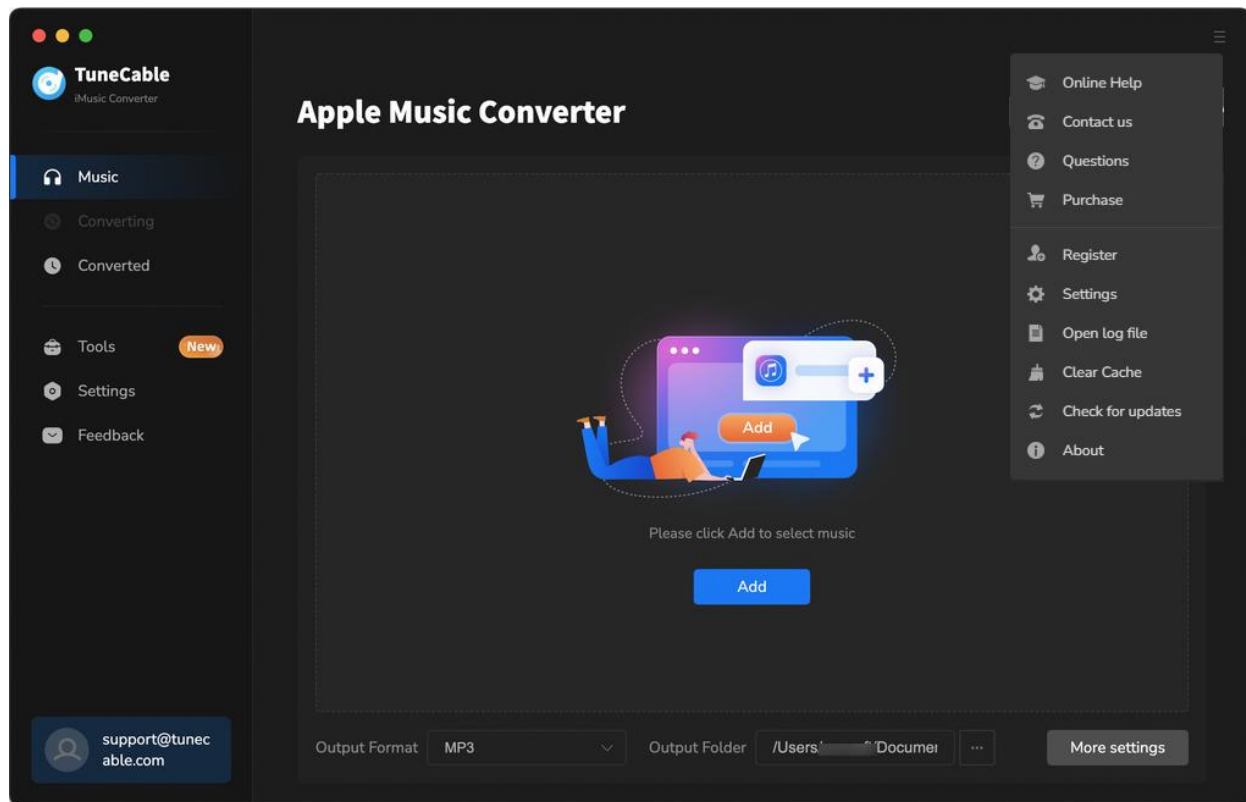 TuneCable
iMusic Converter
Music
Converting
Converted
Tools
New
Settings
Feedback
support@tunec
able.com
Apple Music Converter
Add
Please click Add to select music
Add
Output Format
MP3
Output Folder
/Users/
Documer
...
More settings
Online Help
Contact us
Questions
Purchase
Register
Settings
Open log file
Clear Cache
Check for updates
About